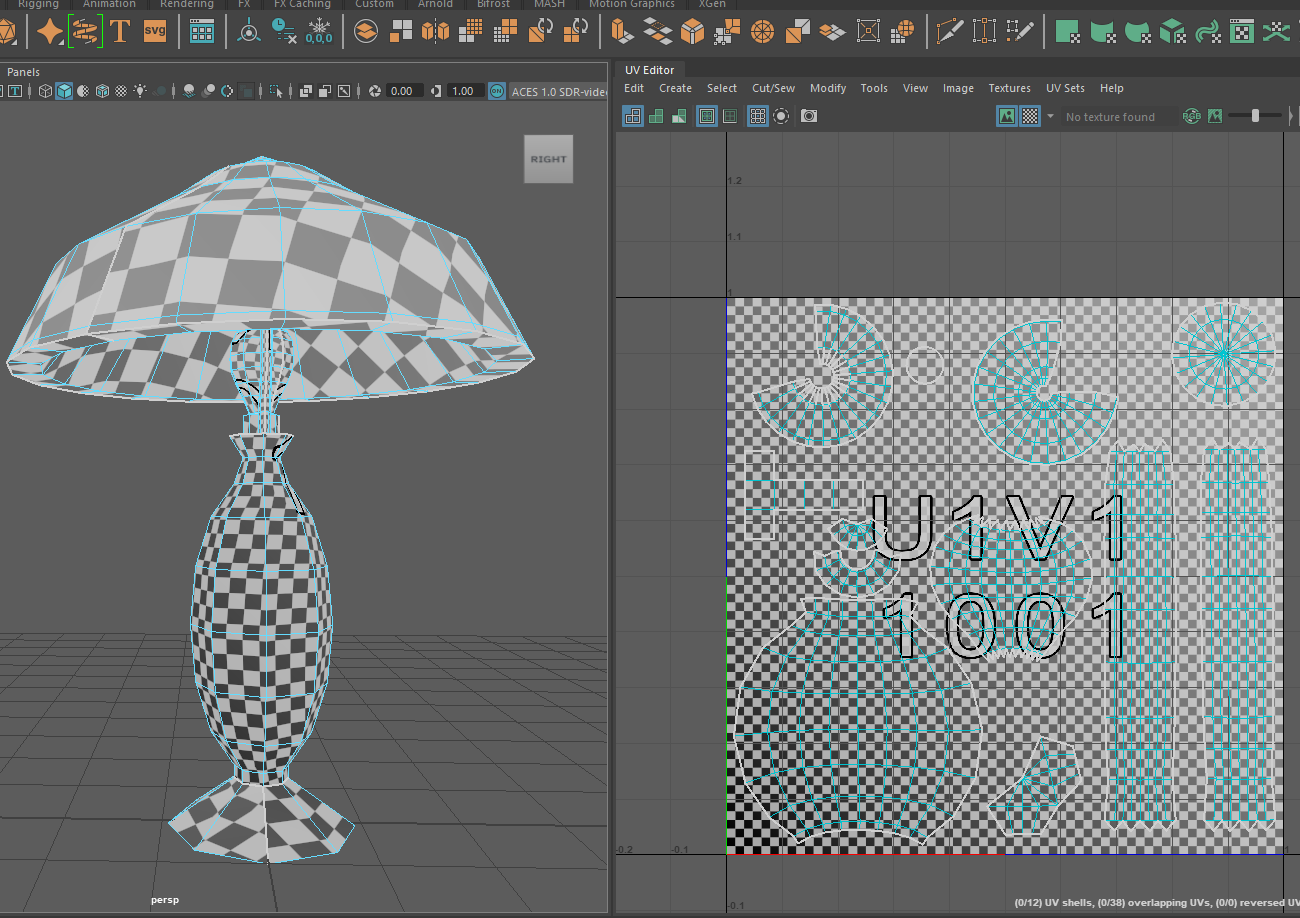 Rigging Animation Rendering FX FX Caching Custom Arnold Bifrost MASH Motion Graphics XGen
T SVG 0,0,0
Panels
T 0.00 1.00 ON ACES 1.0 SDR-vide
RIGHT
persp
UV Editor
Edit Create Select Cut/Sew Modify Tools View Image Textures UV Sets Help
No texture found RGB
1.2
1.1
1
U1V1
1001
-0.2 -0.1 1
-0.1
(0/12) UV shells, (0/38) overlapping UVs, (0/0) reversed UV